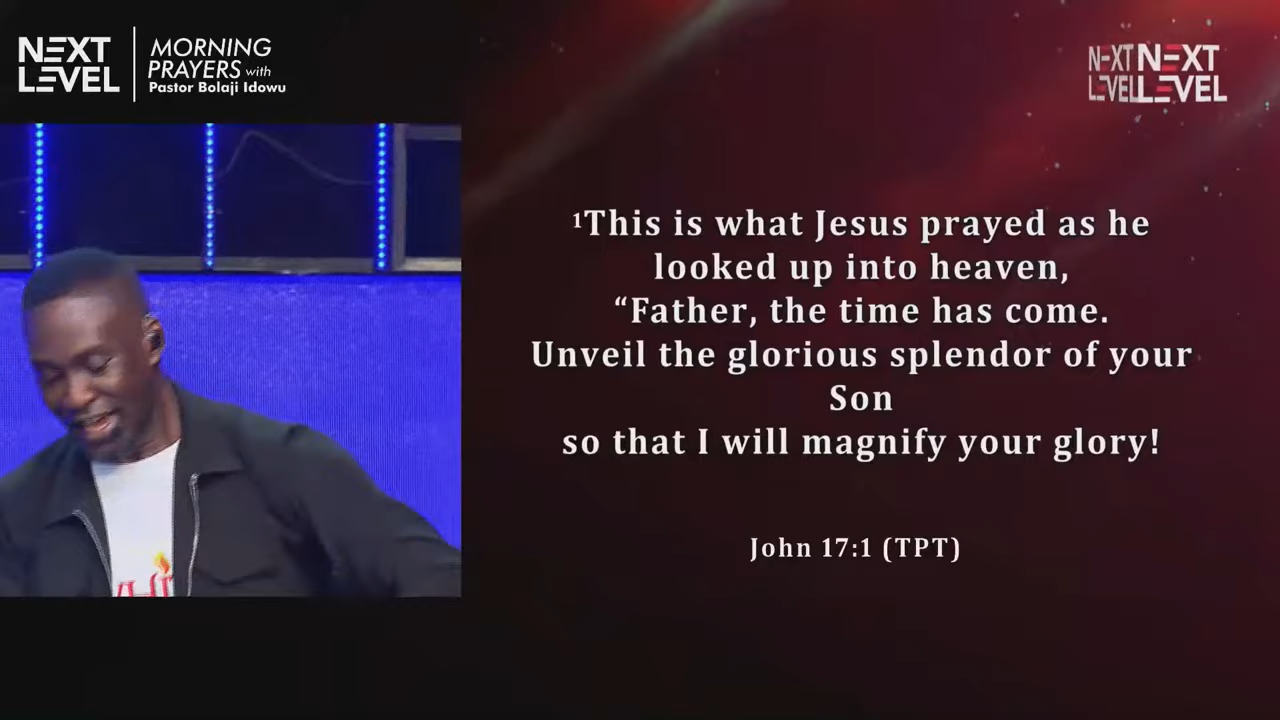 NEXT
LEVEL
MORNING
PRAYERS with
Pastor Bolaji Idowu
NEXT NEXT
LEVEL LEVEL
¹This is what Jesus prayed as he
looked up into heaven,
“Father, the time has come.
Unveil the glorious splendor of your
Son
so that I will magnify your glory!
John 17:1 (TPT)